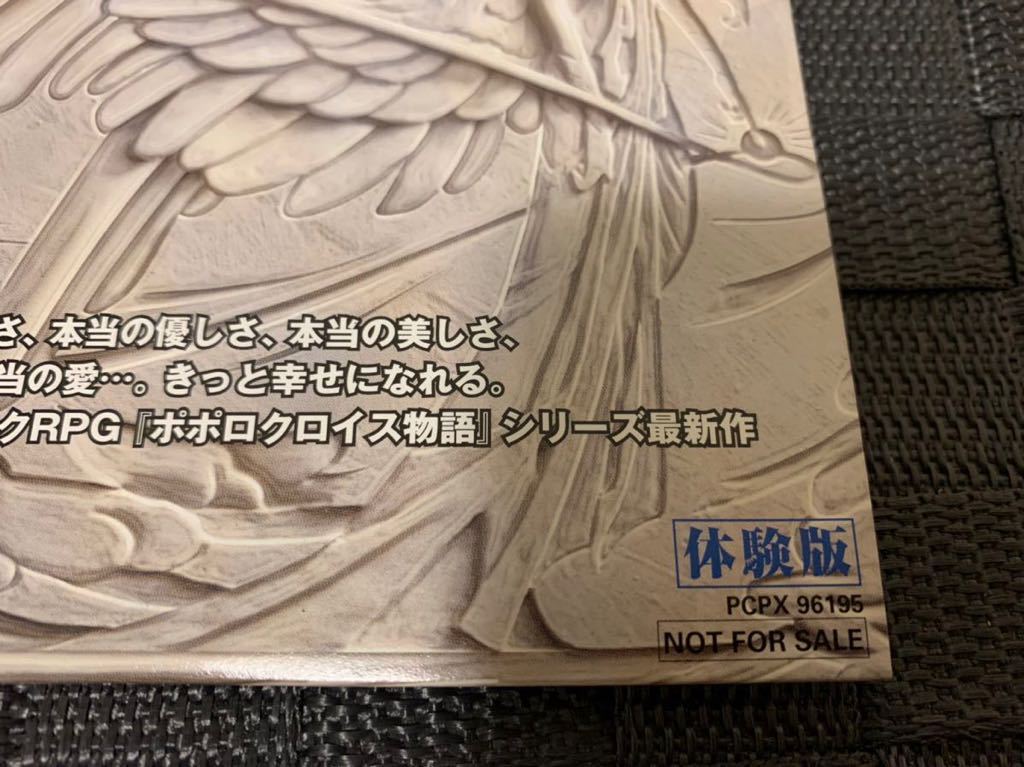 さ、本当の優しさ、本当の美しさ、
当の愛…。きっと幸せになれる。
クRPG『ポポロクロイス物語』シリーズ最新作
体験版
PCPX 96195
NOT FOR SALE